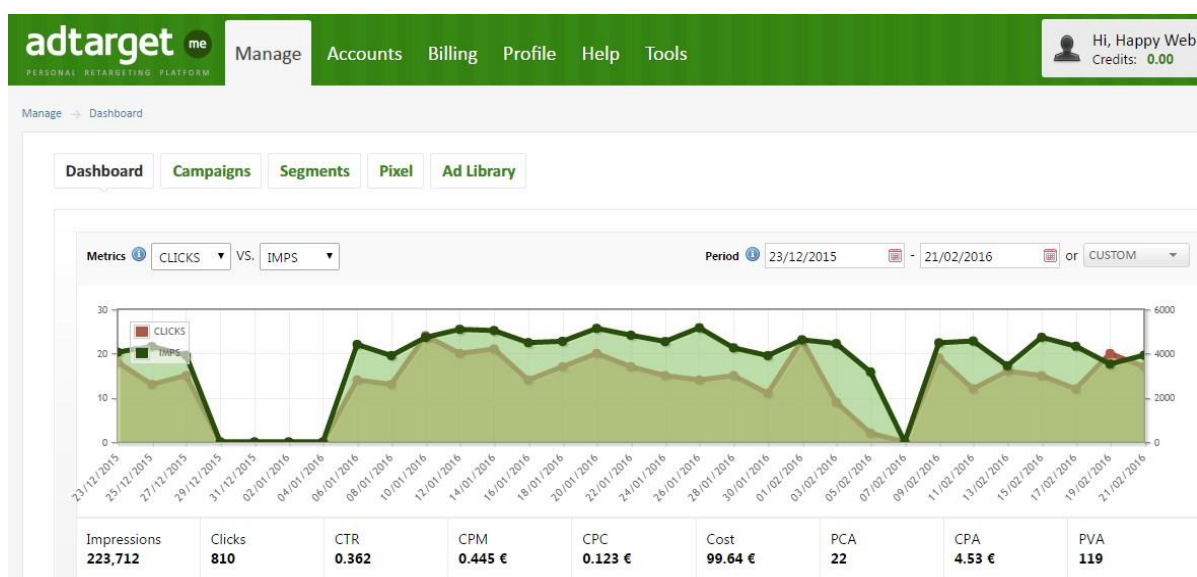 adtarget me
PERSONAL RETARGETING PLATFORM
Manage Accounts Billing Profile Help Tools
Hi, Happy Web
Credits: 0.00
Manage → Dashboard
Dashboard Campaigns Segments Pixel Ad Library
Metrics CLICKS VS. IMPS
Period 23/12/2015 - 21/02/2016 or CUSTOM
CLICKS
IMPS
30 6000
20 4000
10 2000
0 0
23/12/2015 25/12/2015 27/12/2015 29/12/2015 31/12/2015 02/01/2016 04/01/2016 06/01/2016 08/01/2016 10/01/2016 12/01/2016 14/01/2016 16/01/2016 18/01/2016 20/01/2016 22/01/2016 24/01/2016 26/01/2016 28/01/2016 30/01/2016 01/02/2016 03/02/2016 05/02/2016 07/02/2016 09/02/2016 11/02/2016 13/02/2016 15/02/2016 17/02/2016 19/02/2016 21/02/2016
Impressions Clicks CTR CPM CPC Cost PCA CPA PVA
223,712 810 0.362 0.445 € 0.123 € 99.64 € 22 4.53 € 119